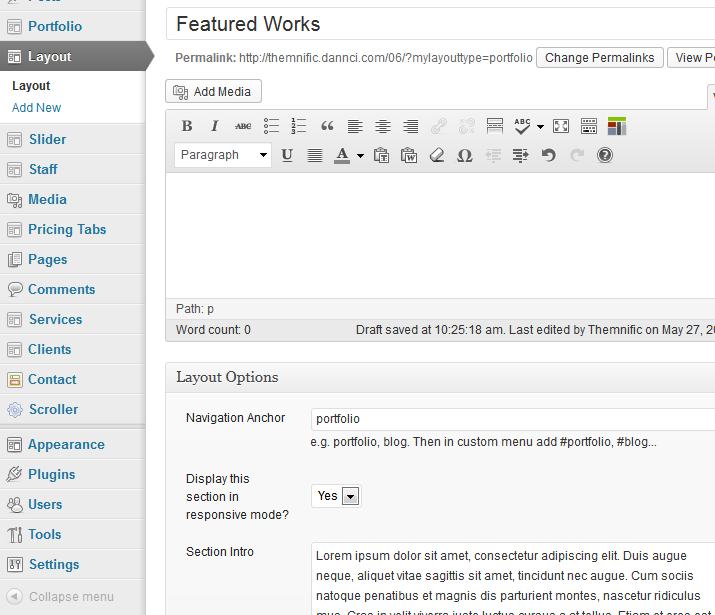 Portfolio
Layout
Layout
Add New
Slider
Staff
Media
Pricing Tabs
Pages
Comments
Services
Clients
Contact
Scroller
Appearance
Plugins
Users
Tools
Settings
Collapse menu
Featured Works
Permalink: http://themnific.dannci.com/06/?mylayouttype=portfolio Change Permalinks View P
Add Media
B I ABC ABC
Paragraph U A Ω
Path: p
Word count: 0 Draft saved at 10:25:18 am. Last edited by Themnific on May 27, 20
Layout Options
Navigation Anchor portfolio
e.g. portfolio, blog. Then in custom menu add #portfolio, #blog...
Display this
section in
responsive mode?
Yes
Section Intro
Lorem ipsum dolor sit amet, consectetur adipiscing elit. Duis augue
neque, aliquet vitae sagittis sit amet, tincidunt nec augue. Cum sociis
natoque penatibus et magnis dis parturient montes, nascetur ridiculus